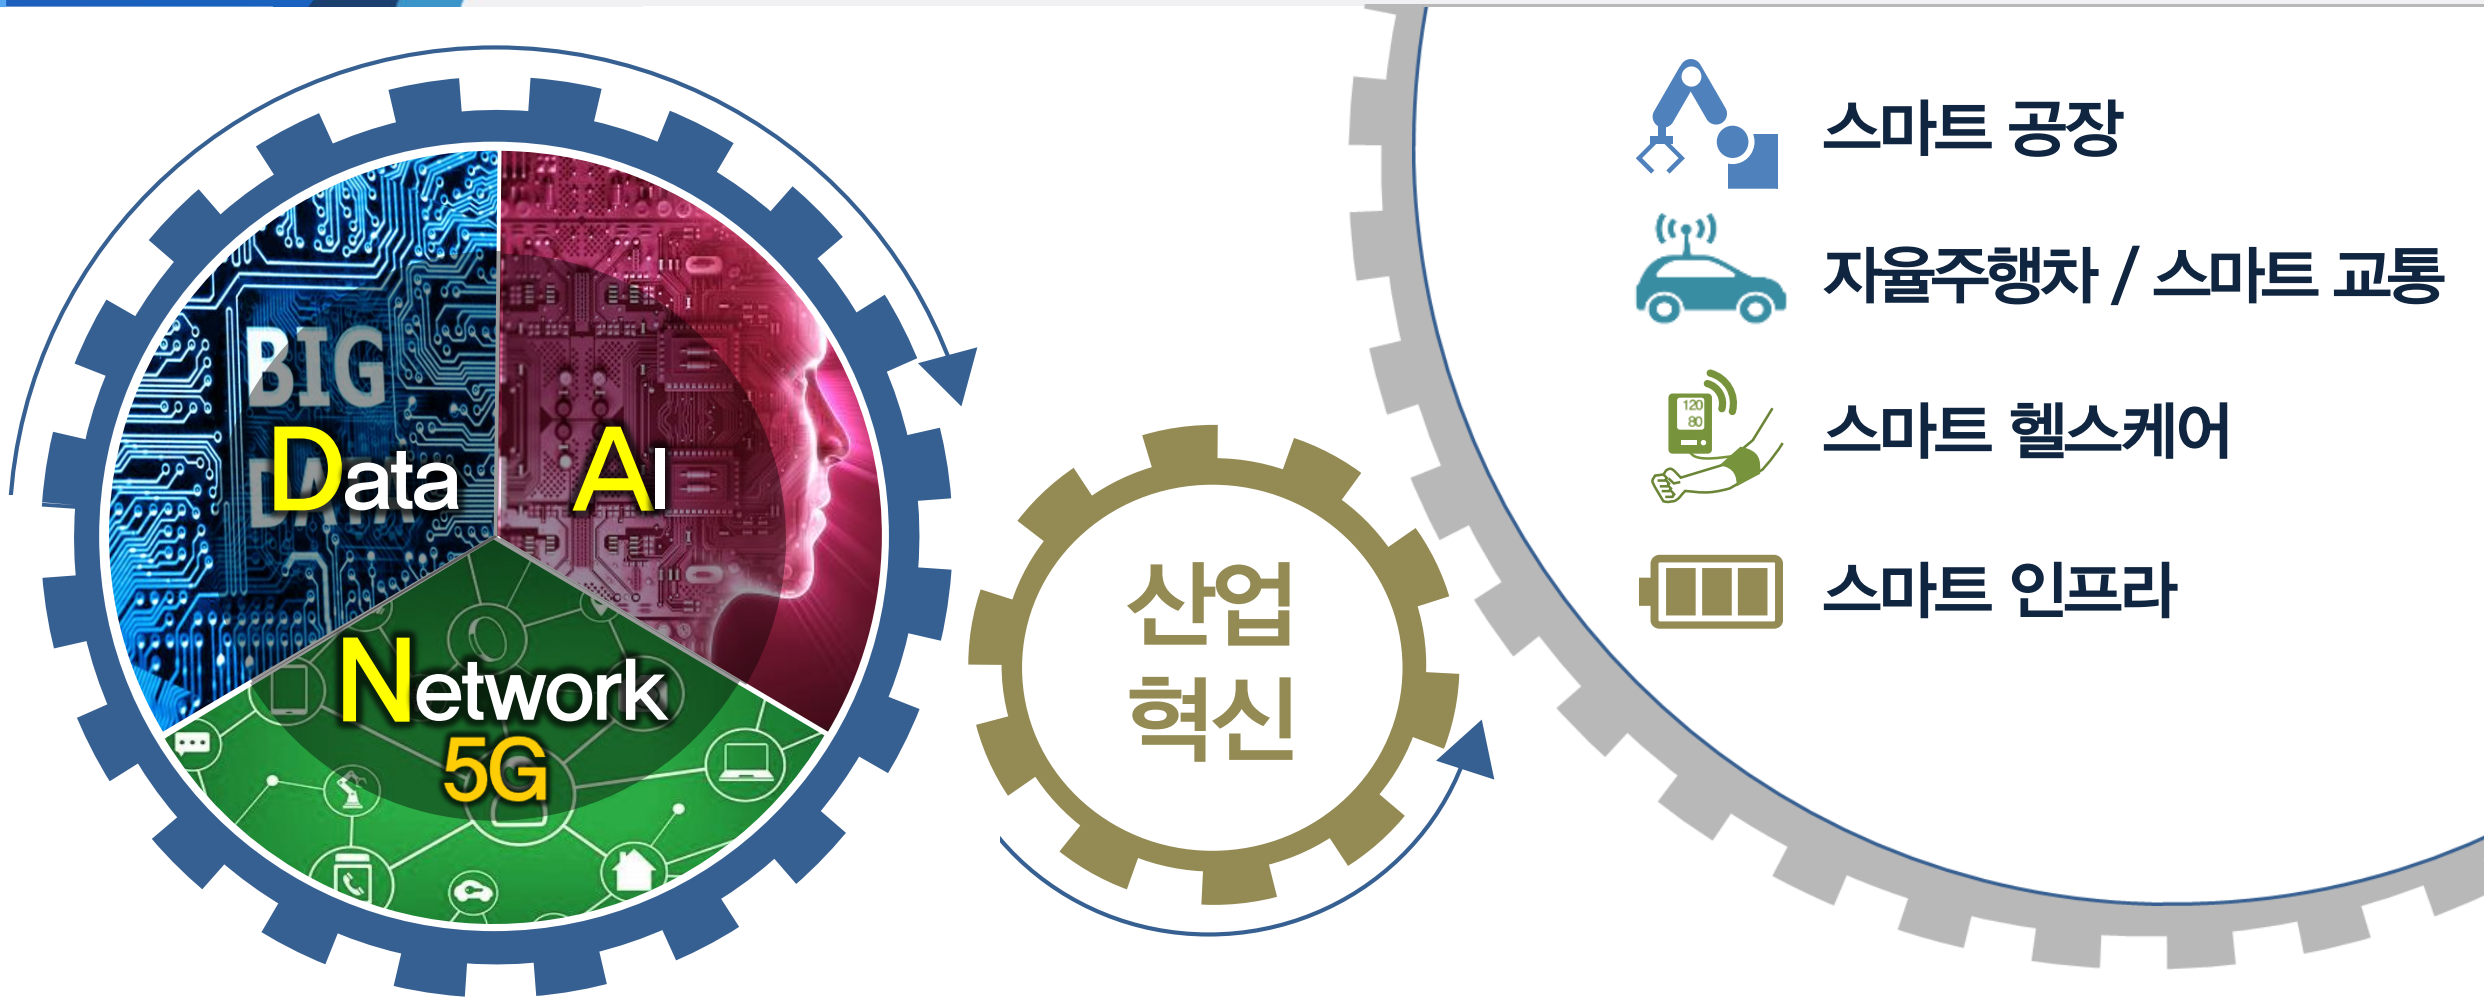 BIG
DATA
Data
AI
Network
5G
산업
혁신
스마트 공장
자율주행차 / 스마트 교통
120
80
스마트 헬스케어
스마트 인프라